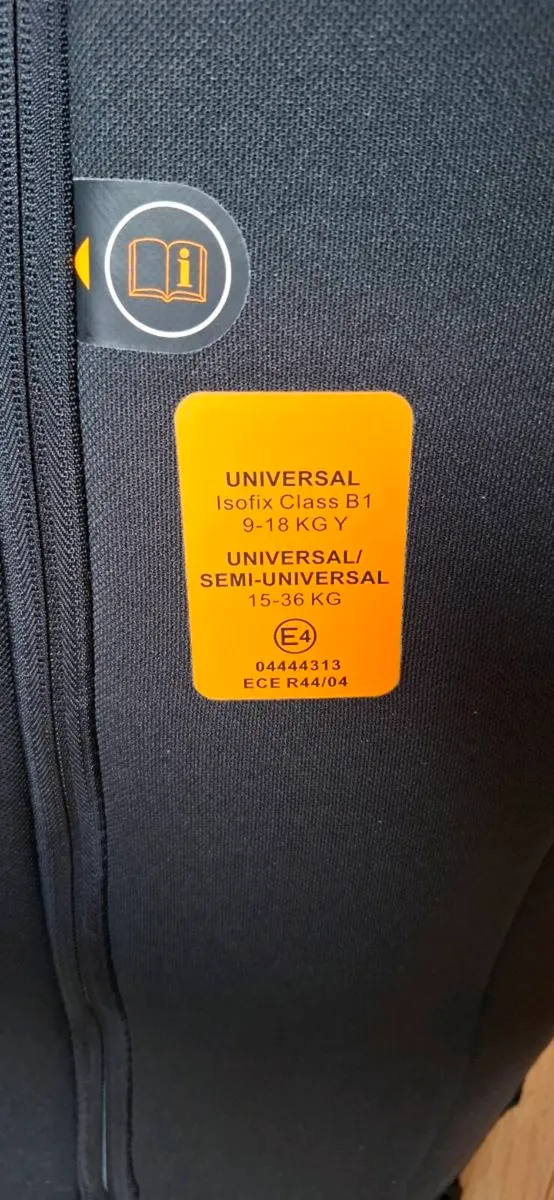 i
UNIVERSAL
Isofix Class B1
9-18 KG Y
UNIVERSAL/
SEMI-UNIVERSAL
15-36 KG
E4
04444313
ECE R44/04